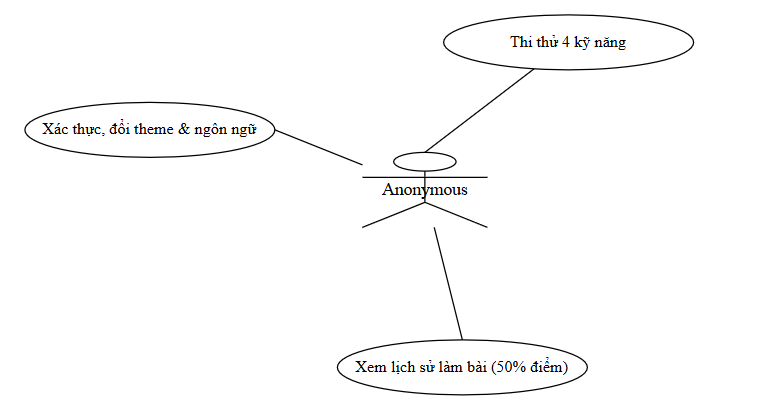 Thi thử 4 kỹ năng
Xác thực, đổi theme & ngôn ngữ
Anonymous
Xem lịch sử làm bài (50% điểm)